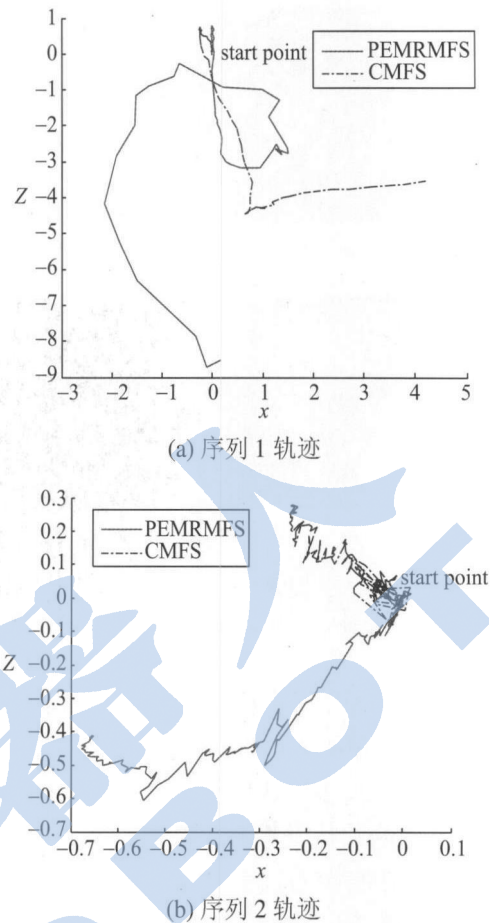 1
0
−1
−2
−3
Z −4
−5
−6
−7
−8
−9
start point
PEMRMFS
CMFS
−3 −2 −1 0 1 2 3 4 5
x
(a) 序列 1 轨迹
0.3
0.2
0.1
0
−0.1
Z −0.2
−0.3
−0.4
−0.5
−0.6
−0.7
PEMRMFS
CMFS
start point
−0.7 −0.6 −0.5 −0.4 −0.3 −0.2 −0.1 0 0.1
x
(b) 序列 2 轨迹